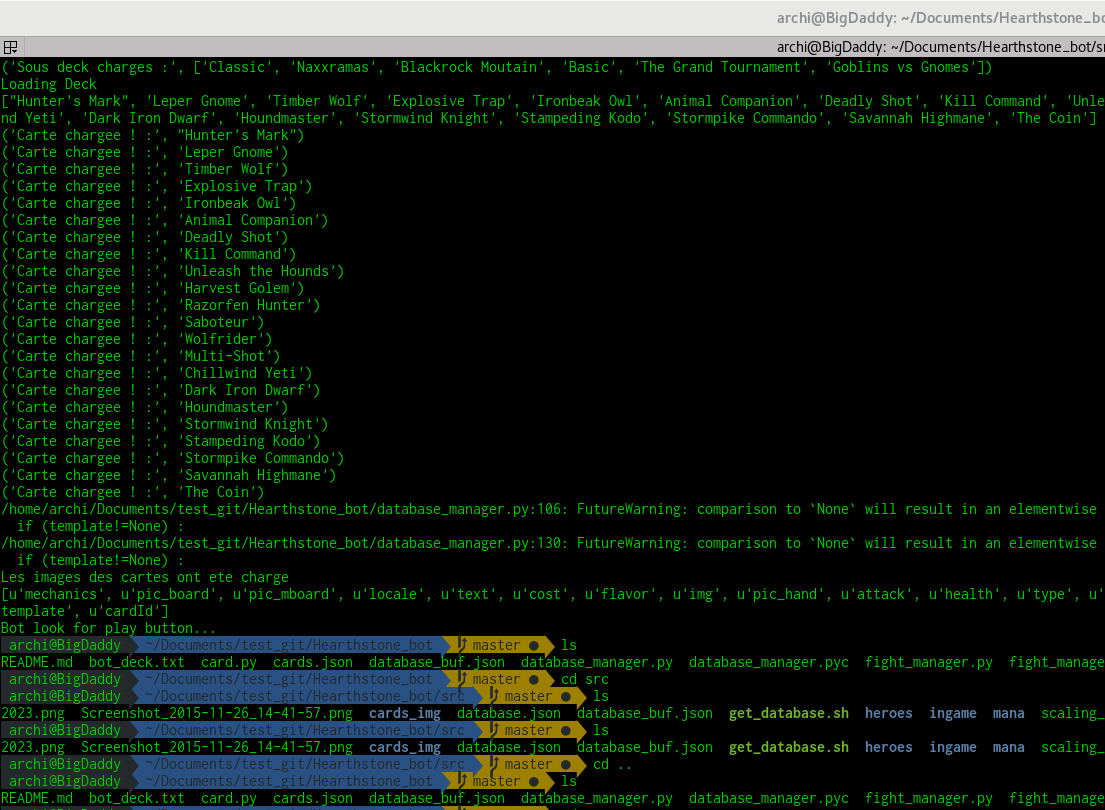 archi@BigDaddy: ~/Documents/Hearthstone_bo
archi@BigDaddy: ~/Documents/Hearthstone_bot/sr
('Sous deck charges :', ['Classic', 'Naxxramas', 'Blackrock Moutain', 'Basic', 'The Grand Tournament', 'Goblins vs Gnomes'])
Loading Deck
["Hunter's Mark", 'Leper Gnome', 'Timber Wolf', 'Explosive Trap', 'Ironbeak Owl', 'Animal Companion', 'Deadly Shot', 'Kill Command', 'Unle
nd Yeti', 'Dark Iron Dwarf', 'Houndmaster', 'Stormwind Knight', 'Stampeding Kodo', 'Stormpike Commando', 'Savannah Highmane', 'The Coin']
('Carte chargee ! :', "Hunter's Mark")
('Carte chargee ! :', 'Leper Gnome')
('Carte chargee ! :', 'Timber Wolf')
('Carte chargee ! :', 'Explosive Trap')
('Carte chargee ! :', 'Ironbeak Owl')
('Carte chargee ! :', 'Animal Companion')
('Carte chargee ! :', 'Deadly Shot')
('Carte chargee ! :', 'Kill Command')
('Carte chargee ! :', 'Unleash the Hounds')
('Carte chargee ! :', 'Harvest Golem')
('Carte chargee ! :', 'Razorfen Hunter')
('Carte chargee ! :', 'Saboteur')
('Carte chargee ! :', 'Wolfrider')
('Carte chargee ! :', 'Multi-Shot')
('Carte chargee ! :', 'Chillwind Yeti')
('Carte chargee ! :', 'Dark Iron Dwarf')
('Carte chargee ! :', 'Houndmaster')
('Carte chargee ! :', 'Stormwind Knight')
('Carte chargee ! :', 'Stampeding Kodo')
('Carte chargee ! :', 'Stormpike Commando')
('Carte chargee ! :', 'Savannah Highmane')
('Carte chargee ! :', 'The Coin')
/home/archi/Documents/test_git/Hearthstone_bot/database_manager.py:106: FutureWarning: comparison to `None` will result in an elementwise
if (template!=None) :
/home/archi/Documents/test_git/Hearthstone_bot/database_manager.py:130: FutureWarning: comparison to `None` will result in an elementwise
if (template!=None) :
Les images des cartes ont ete charge
[u'mechanics', u'pic_board', u'pic_mboard', u'locale', u'text', u'cost', u'flavor', u'img', u'pic_hand', u'attack', u'health', u'type', u'
template', u'cardId']
Bot look for play button...
archi@BigDaddy ~/Documents/test_git/Hearthstone_bot master ● ls
README.md bot_deck.txt card.py cards.json database_buf.json database_manager.py database_manager.pyc fight_manager.py fight_manage
archi@BigDaddy ~/Documents/test_git/Hearthstone_bot master ● cd src
archi@BigDaddy ~/Documents/test_git/Hearthstone_bot/src master ● ls
2023.png Screenshot_2015-11-26_14-41-57.png cards_img database.json database_buf.json get_database.sh heroes ingame mana scaling_
archi@BigDaddy ~/Documents/test_git/Hearthstone_bot/src master ● ls
2023.png Screenshot_2015-11-26_14-41-57.png cards_img database.json database_buf.json get_database.sh heroes ingame mana scaling_
archi@BigDaddy ~/Documents/test_git/Hearthstone_bot/src master ● cd ..
archi@BigDaddy ~/Documents/test_git/Hearthstone_bot master ● ls
README.md bot_deck.txt card.py cards.json database_buf.json database_manager.py database_manager.pyc fight_manager.py fight_manage